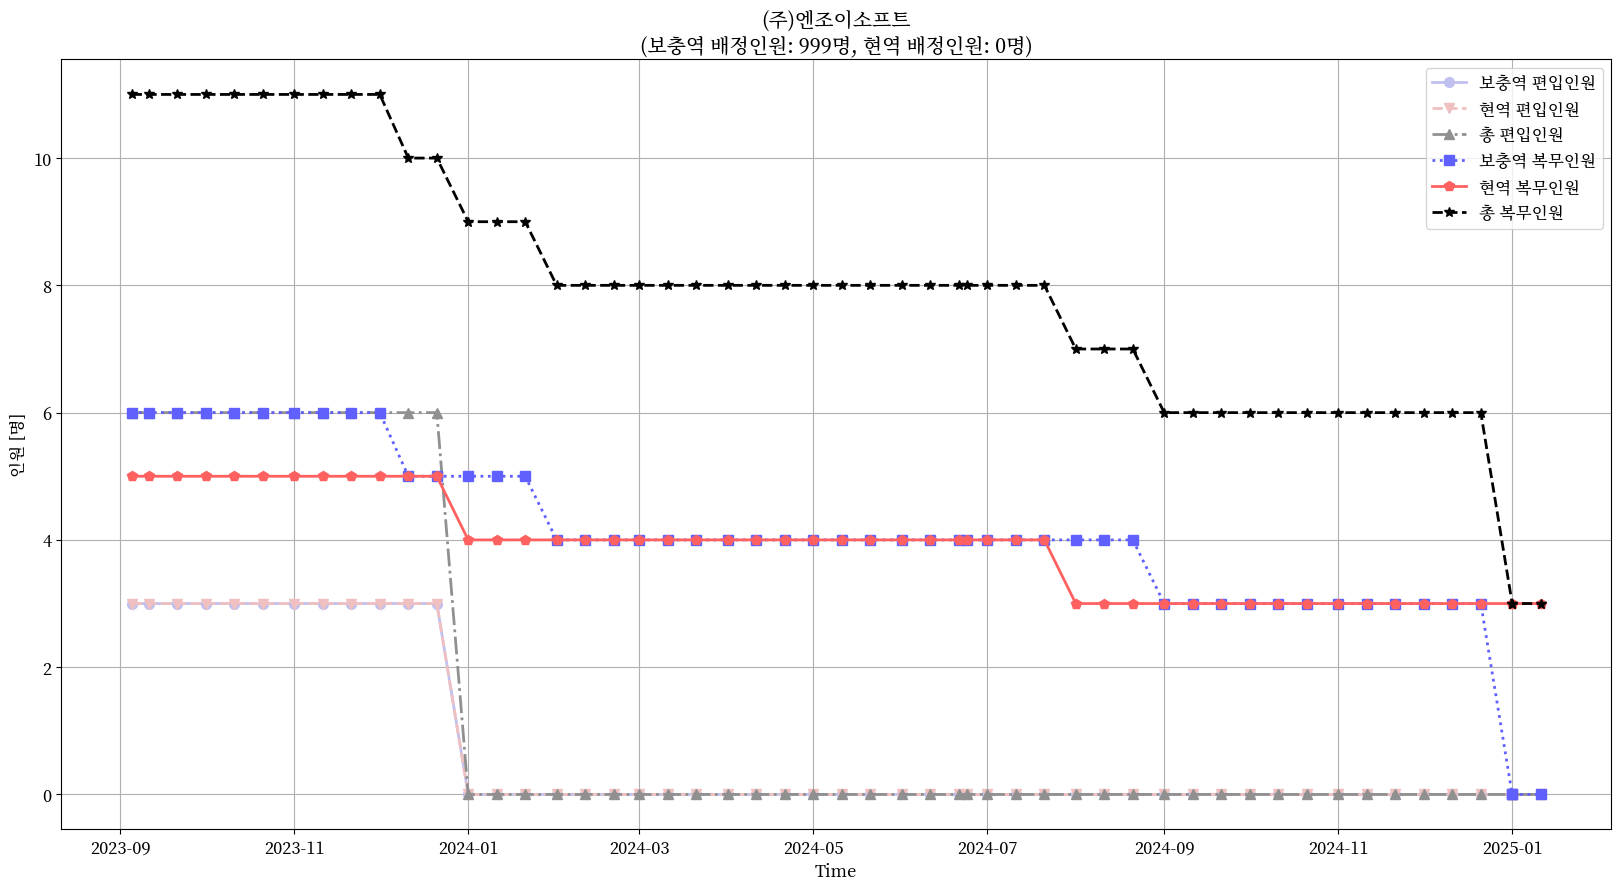 (주)엔조이소프트
(보충역 배정인원: 999명, 현역 배정인원: 0명)
보충역 편입인원
현역 편입인원
총 편입인원
보충역 복무인원
현역 복무인원
총 복무인원
인원 [명]
10
8
6
4
2
0
2023-09
2023-11
2024-01
2024-03
2024-05
2024-07
2024-09
2024-11
2025-01
Time